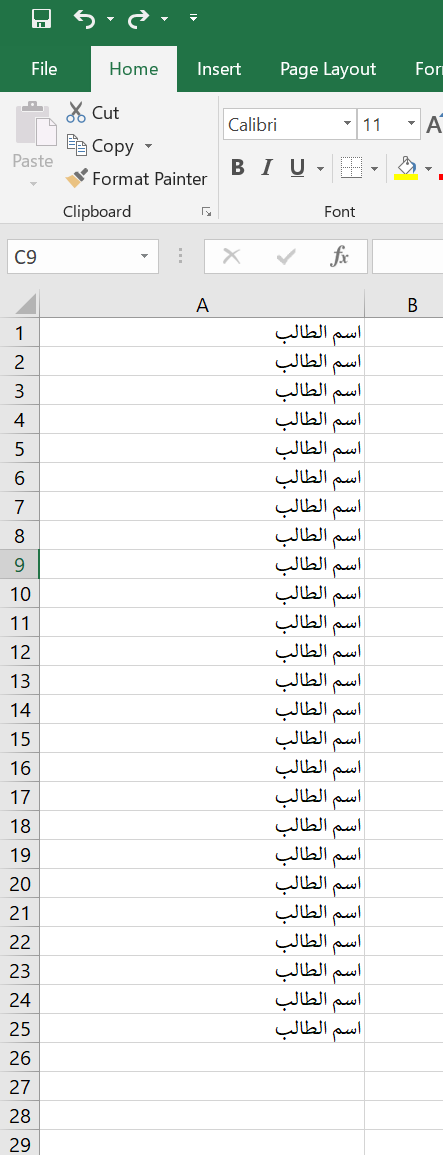 File Home Insert Page Layout For
Cut
Copy
Format Painter
Paste
Calibri 11 A
B I U
Clipboard Font
C9 fx
A B
1 اسم الطالب
2 اسم الطالب
3 اسم الطالب
4 اسم الطالب
5 اسم الطالب
6 اسم الطالب
7 اسم الطالب
8 اسم الطالب
9 اسم الطالب
10 اسم الطالب
11 اسم الطالب
12 اسم الطالب
13 اسم الطالب
14 اسم الطالب
15 اسم الطالب
16 اسم الطالب
17 اسم الطالب
18 اسم الطالب
19 اسم الطالب
20 اسم الطالب
21 اسم الطالب
22 اسم الطالب
23 اسم الطالب
24 اسم الطالب
25 اسم الطالب
26
27
28
29